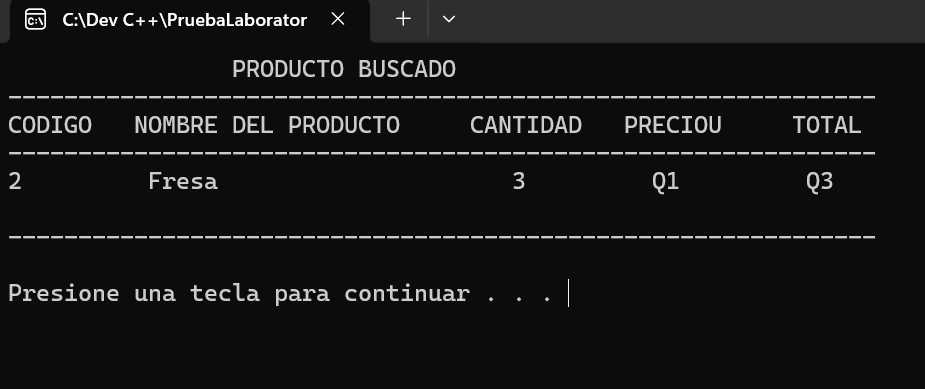 C:\Dev C++\PruebaLaborator
PRODUCTO BUSCADO
--------------------------------------------------------------
CODIGO   NOMBRE DEL PRODUCTO     CANTIDAD   PRECIOU     TOTAL
--------------------------------------------------------------
2         Fresa                     3         Q1         Q3
--------------------------------------------------------------
Presione una tecla para continuar . . .